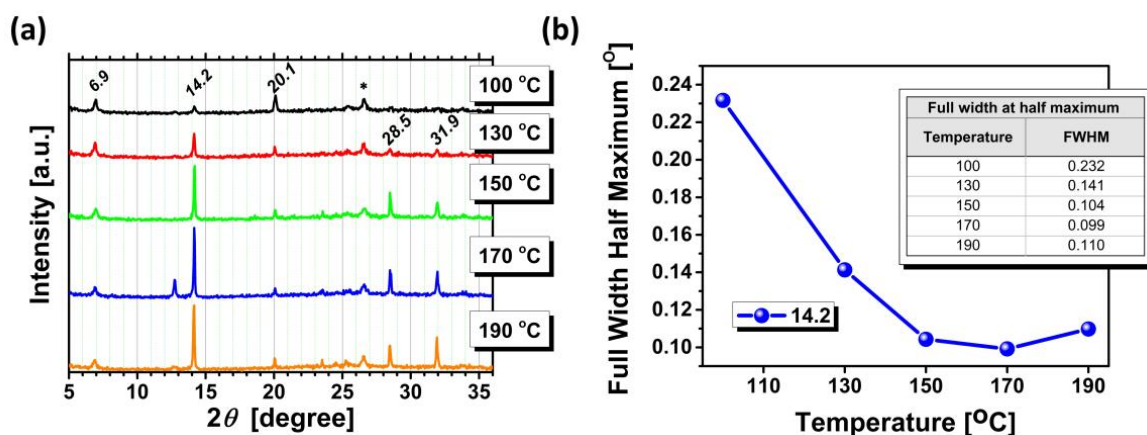 (a)
6.9
14.2
20.1
*
28.5
31.9
100 °C
130 °C
150 °C
170 °C
190 °C
Intensity [a.u.]
5 10 15 20 25 30 35
2θ [degree]
(b)
Full Width Half Maximum [O]
0.24
0.22
0.20
0.18
0.16
0.14
0.12
0.10
Full width at half maximum
Temperature FWHM
100 0.232
130 0.141
150 0.104
170 0.099
190 0.110
14.2
110 130 150 170 190
Temperature [OC]